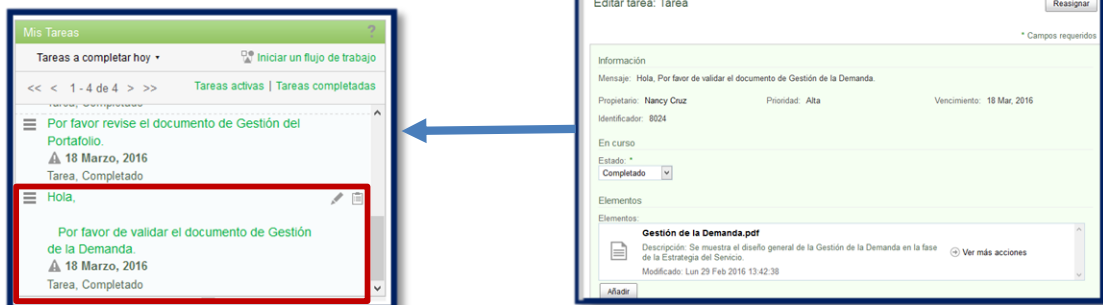 Mis Tareas ?
Tareas a completar hoy
Iniciar un flujo de trabajo
<< < 1 - 4 de 4 > >>
Tareas activas | Tareas completadas
Tarea, Completado
Por favor revise el documento de Gestión del
Portafolio.
18 Marzo, 2016
Tarea, Completado
Hola,
Por favor de validar el documento de Gestión
de la Demanda.
18 Marzo, 2016
Tarea, Completado
Editar tarea: Tarea
Reasignar
* Campos requeridos
Información
Mensaje: Hola, Por favor de validar el documento de Gestión de la Demanda.
Propietario: Nancy Cruz
Prioridad: Alta
Vencimiento: 18 Mar, 2016
Identificador: 8024
En curso
Estado: *
Completado
Elementos
Elementos:
Gestión de la Demanda.pdf
Descripción: Se muestra el diseño general de la Gestión de la Demanda en la fase
de la Estrategia del Servicio.
Ver más acciones
Modificado: Lun 29 Feb 2016 13:42:38
Añadir